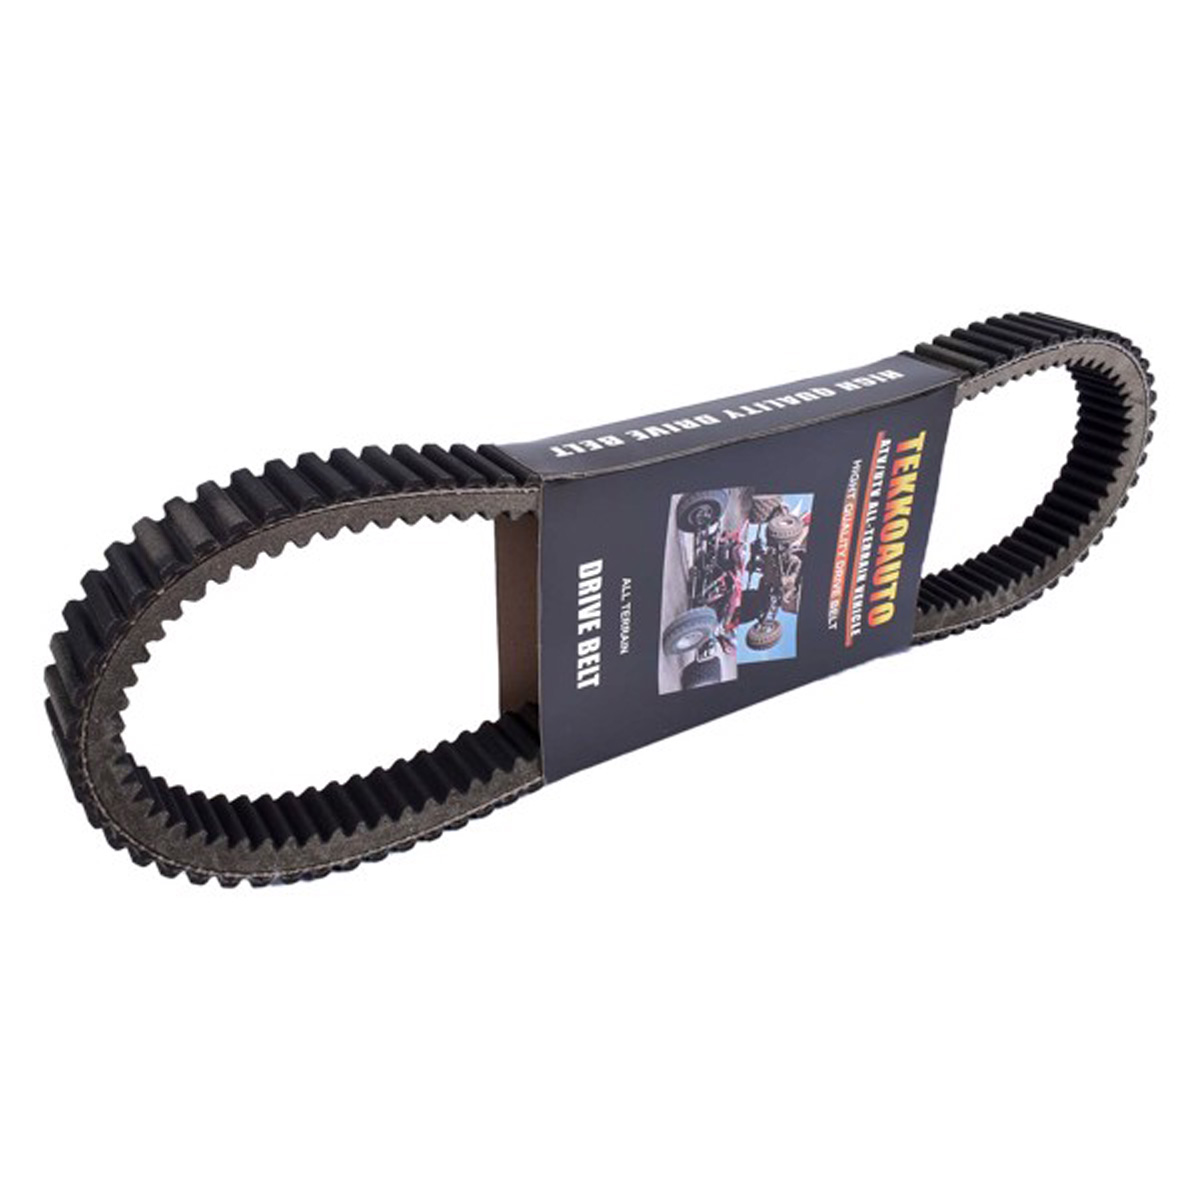 HIGH QUALITY DRIVE BELT
TEKKOAUTO
ATV/UTV ALL-TERRAIN VEHICLE
HIGHT QUALITY DRIVE BELT
ALL TERRAIN
DRIVE BELT